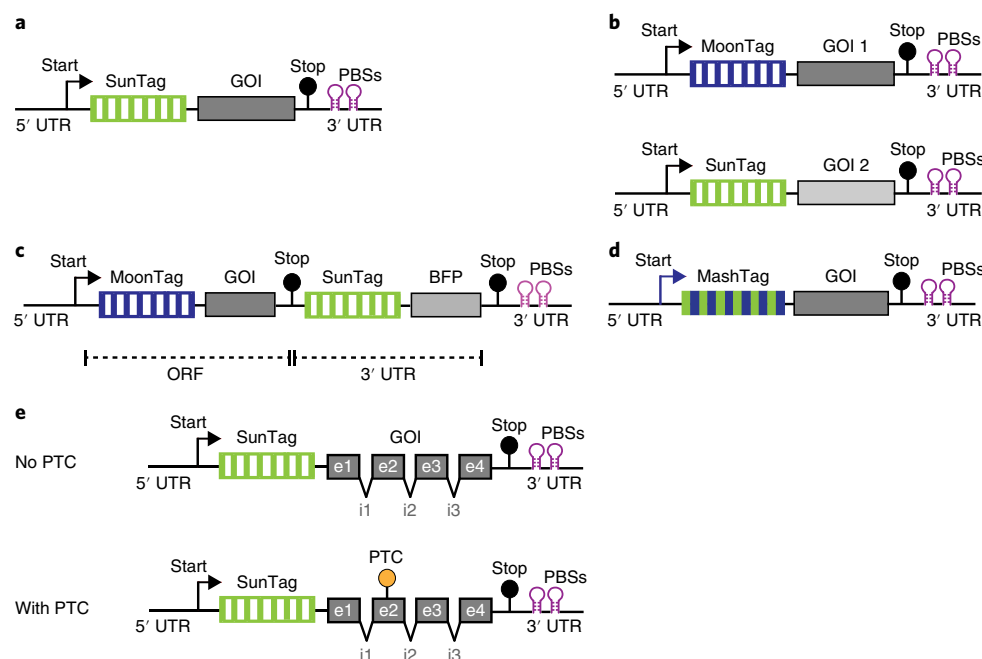 a
Start
SunTag
GOI
Stop
PBSs
5′ UTR
3′ UTR
b
Start
MoonTag
GOI 1
Stop
PBSs
5′ UTR
3′ UTR
Start
SunTag
GOI 2
Stop
PBSs
5′ UTR
3′ UTR
c
Start
MoonTag
GOI
Stop
SunTag
BFP
Stop
PBSs
5′ UTR
3′ UTR
ORF
3′ UTR
d
Start
MashTag
GOI
Stop
PBSs
5′ UTR
3′ UTR
e
No PTC
Start
SunTag
GOI
Stop
PBSs
e1 e2 e3 e4
5′ UTR
3′ UTR
i1 i2 i3
With PTC
Start
SunTag
PTC
Stop
PBSs
e1 e2 e3 e4
5′ UTR
3′ UTR
i1 i2 i3